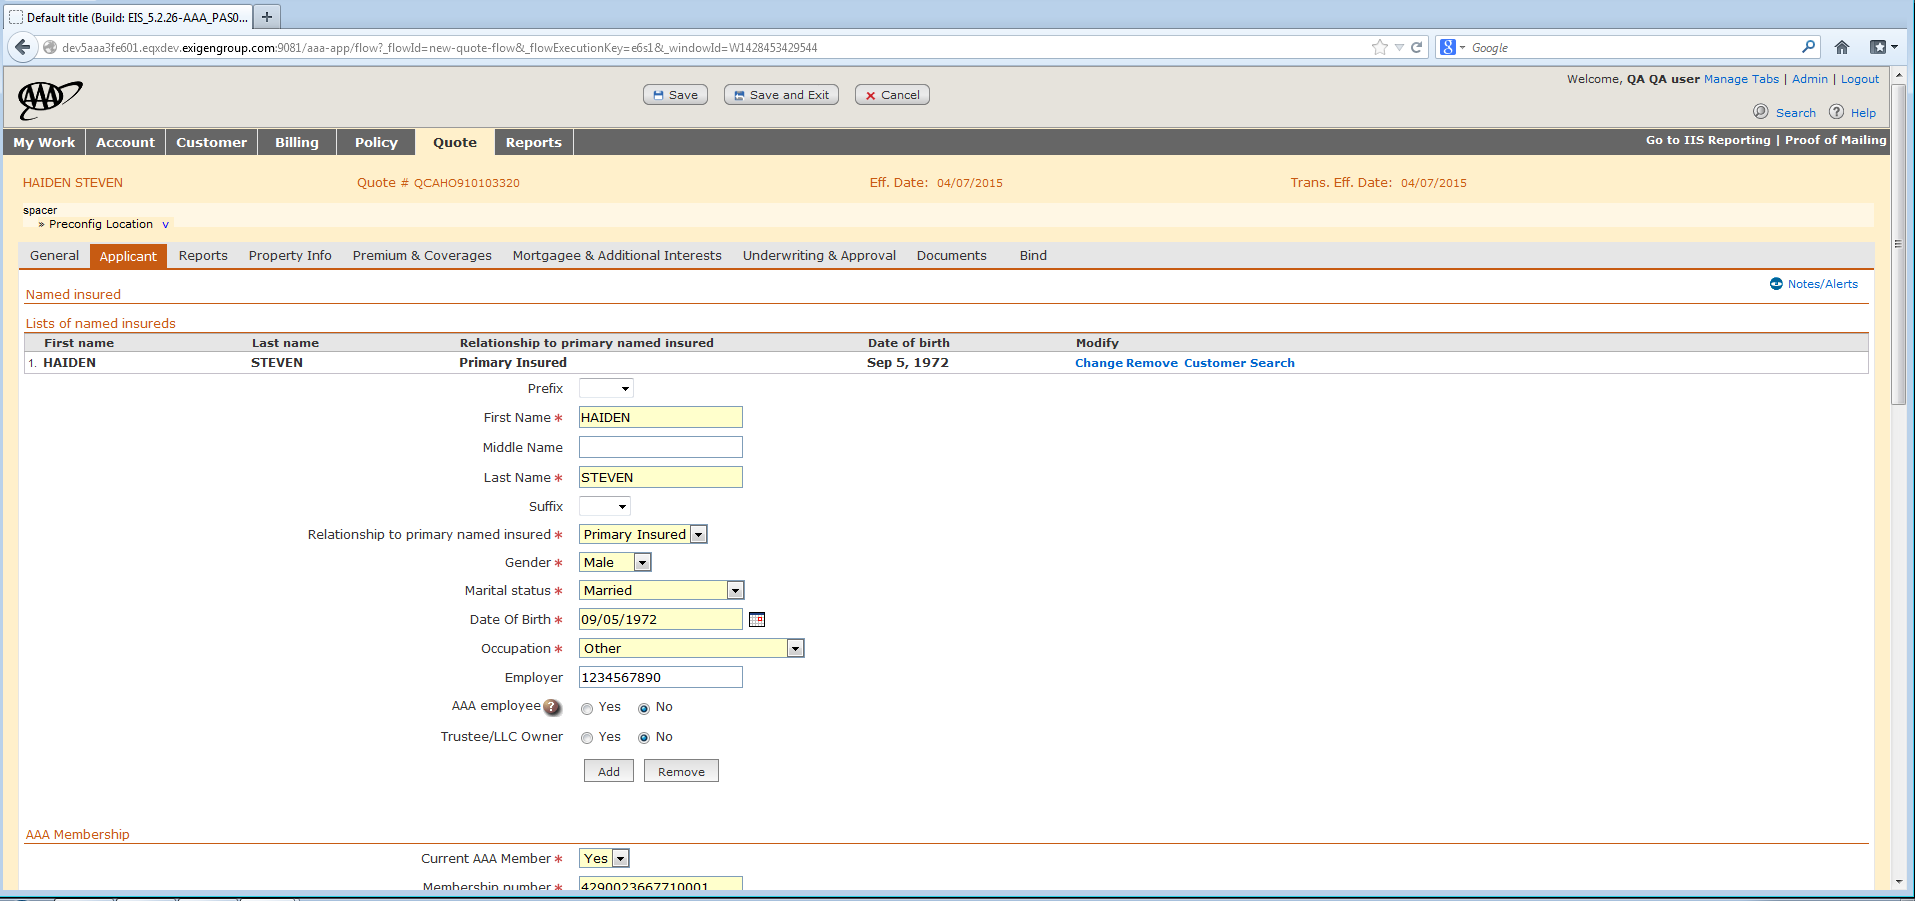 Default title (Build: EIS_5.2.26-AAA_PAS0...
dev5aaa3fe601.eqxdev.exigengroup.com:9081/aaa-app/flow?_flowId=new-quote-flow&_flowExecutionKey=e6s1&_windowId=W1428453429544
8 Google
Welcome, QA QA user Manage Tabs | Admin | Logout
AAA
Save Save and Exit Cancel
Search ? Help
My Work Account Customer Billing Policy Quote Reports
Go to IIS Reporting | Proof of Mailing
HAIDEN STEVEN Quote # QCAHO910103320 Eff. Date: 04/07/2015 Trans. Eff. Date: 04/07/2015
spacer
» Preconfig Location v
General Applicant Reports Property Info Premium & Coverages Mortgagee & Additional Interests Underwriting & Approval Documents Bind
Notes/Alerts
Named insured
Lists of named insureds
First name Last name Relationship to primary named insured Date of birth Modify
1. HAIDEN STEVEN Primary Insured Sep 5, 1972 Change Remove Customer Search
Prefix
First Name * HAIDEN
Middle Name
Last Name * STEVEN
Suffix
Relationship to primary named insured * Primary Insured
Gender * Male
Marital status * Married
Date Of Birth * 09/05/1972
Occupation * Other
Employer 1234567890
AAA employee ? Yes No
Trustee/LLC Owner Yes No
Add Remove
AAA Membership
Current AAA Member * Yes
Membership number * 4290023667710001